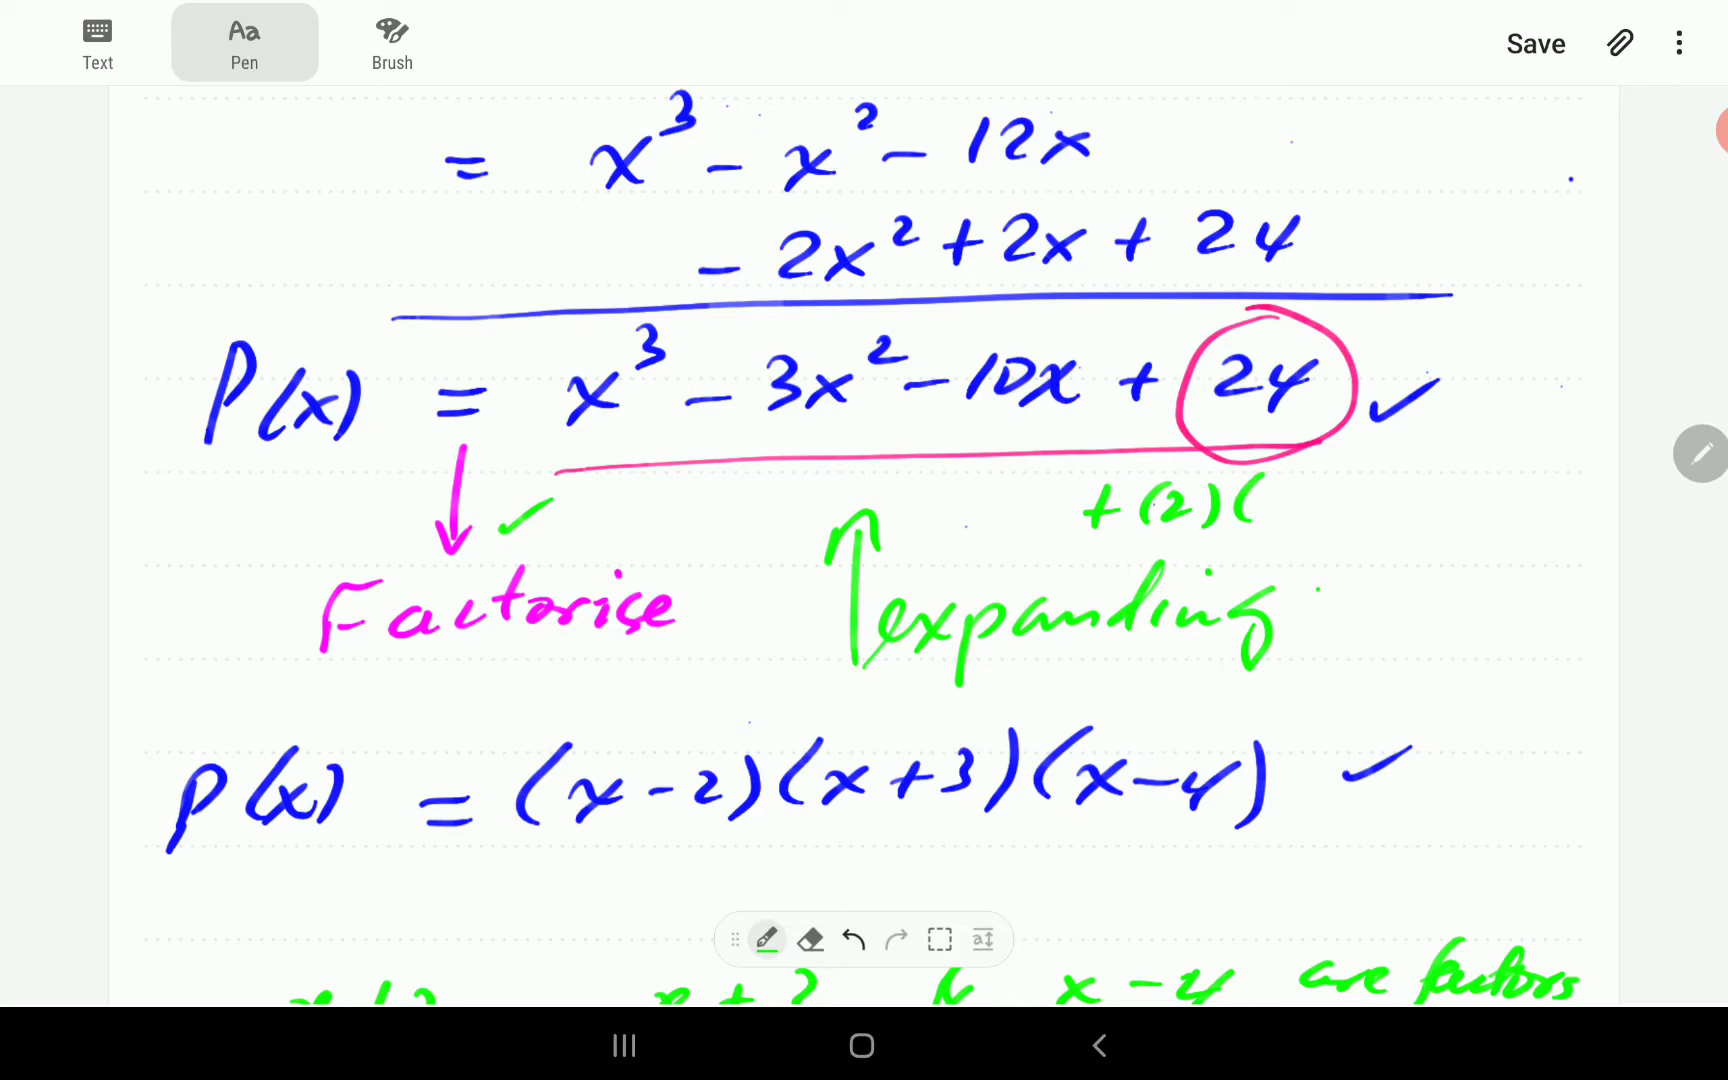 Text Pen Brush Save
= x³ - x² - 12x
- 2x² + 2x + 24
P(x) = x³ - 3x² - 10x + 24 ✓
+ (2)(
Factorise ✓ expanding
P(x) = (x-2)(x+3)(x-4) ✓
x - 4 are factors